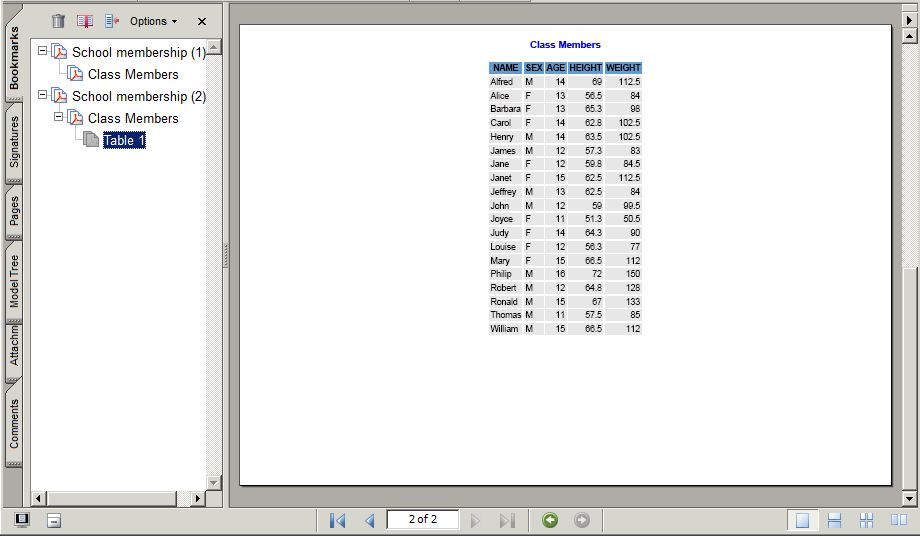 Options
Bookmarks
Signatures
Pages
Model Tree
Attachm
Comments
School membership (1)
Class Members
School membership (2)
Class Members
Table 1
Class Members
NAME SEX AGE HEIGHT WEIGHT
Alfred M 14 69 112.5
Alice F 13 56.5 84
Barbara F 13 65.3 98
Carol F 14 62.8 102.5
Henry M 14 63.5 102.5
James M 12 57.3 83
Jane F 12 59.8 84.5
Janet F 15 62.5 112.5
Jeffrey M 13 62.5 84
John M 12 59 99.5
Joyce F 11 51.3 50.5
Judy F 14 64.3 90
Louise F 12 56.3 77
Mary F 15 66.5 112
Philip M 16 72 150
Robert M 12 64.8 128
Ronald M 15 67 133
Thomas M 11 57.5 85
William M 15 66.5 112
2 of 2